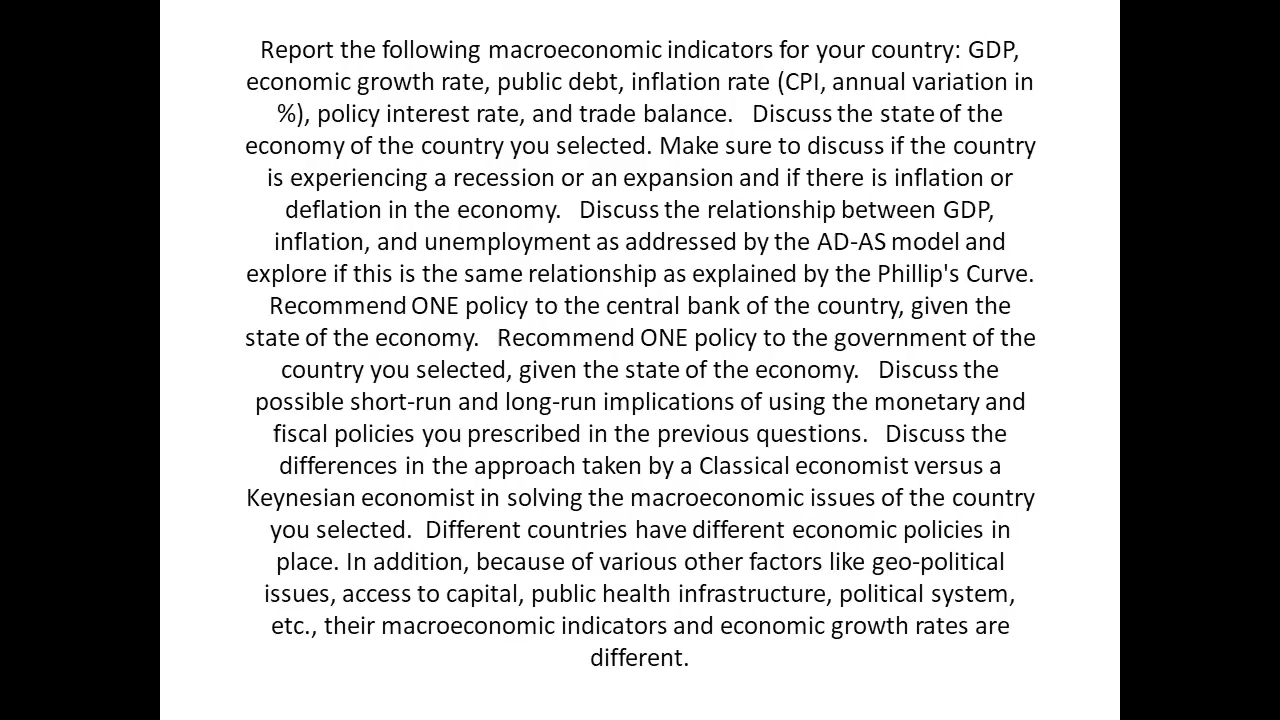 Report the following macroeconomic indicators for your country: GDP,
economic growth rate, public debt, inflation rate (CPI, annual variation in
%), policy interest rate, and trade balance.   Discuss the state of the
economy of the country you selected. Make sure to discuss if the country
is experiencing a recession or an expansion and if there is inflation or
deflation in the economy.   Discuss the relationship between GDP,
inflation, and unemployment as addressed by the AD-AS model and
explore if this is the same relationship as explained by the Phillip's Curve.
Recommend ONE policy to the central bank of the country, given the
state of the economy.   Recommend ONE policy to the government of the
country you selected, given the state of the economy.   Discuss the
possible short-run and long-run implications of using the monetary and
fiscal policies you prescribed in the previous questions.   Discuss the
differences in the approach taken by a Classical economist versus a
Keynesian economist in solving the macroeconomic issues of the country
you selected.  Different countries have different economic policies in
place. In addition, because of various other factors like geo-political
issues, access to capital, public health infrastructure, political system,
etc., their macroeconomic indicators and economic growth rates are
different.